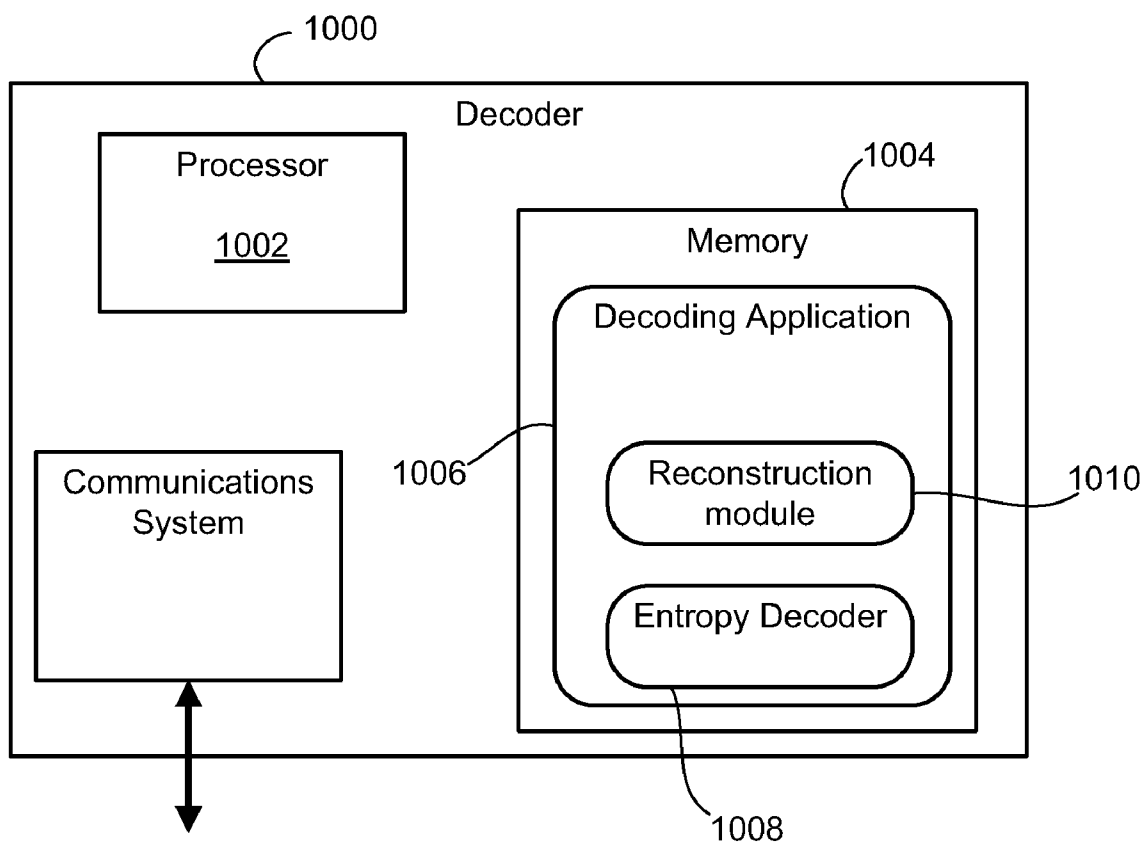 1000
Decoder
Processor
1002
1004
Memory
Decoding Application
1006
Reconstruction
module
1010
Communications
System
Entropy Decoder
1008